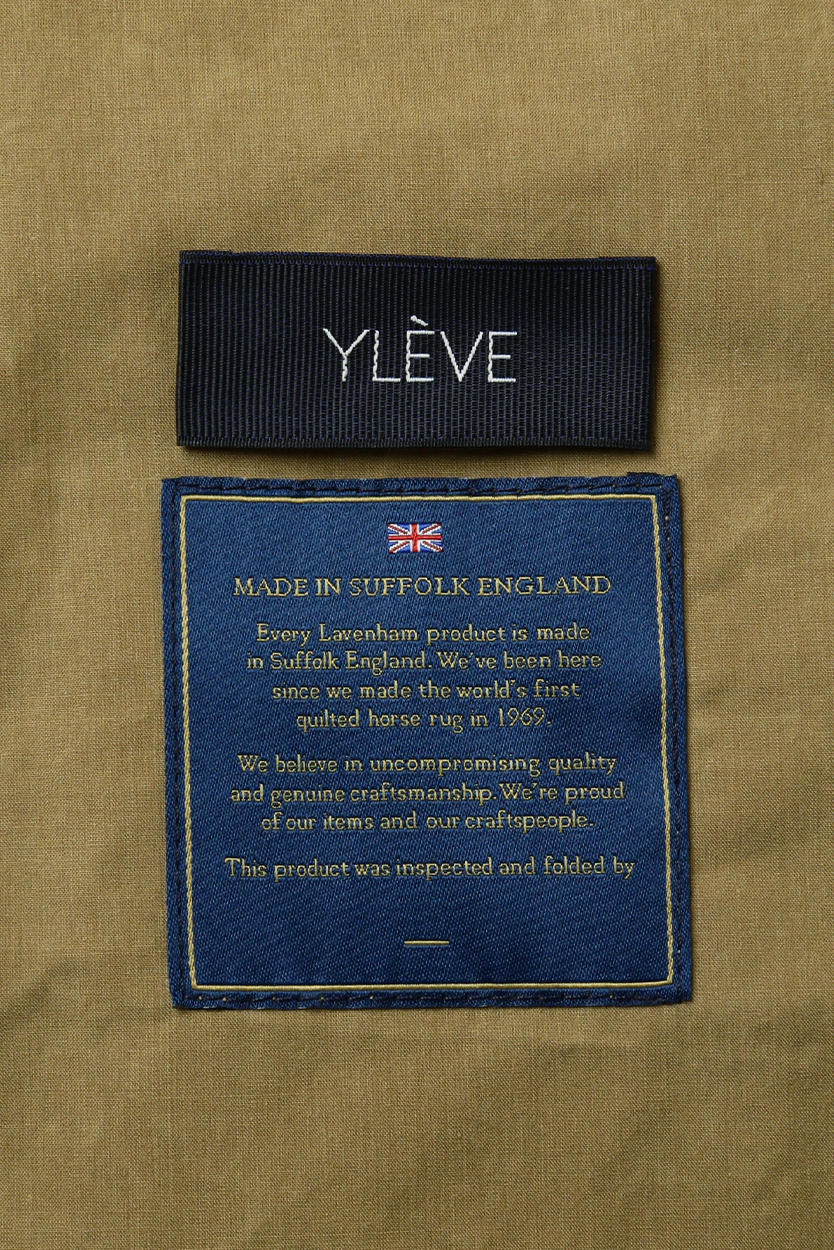 YLÈVE
MADE IN SUFFOLK ENGLAND
Every Lavenham product is made
in Suffolk England. We've been here
since we made the world's first
quilted horse rug in 1969.
We believe in uncompromising quality
and genuine craftsmanship. We're proud
of our items and our craftspeople.
This product was inspected and folded by